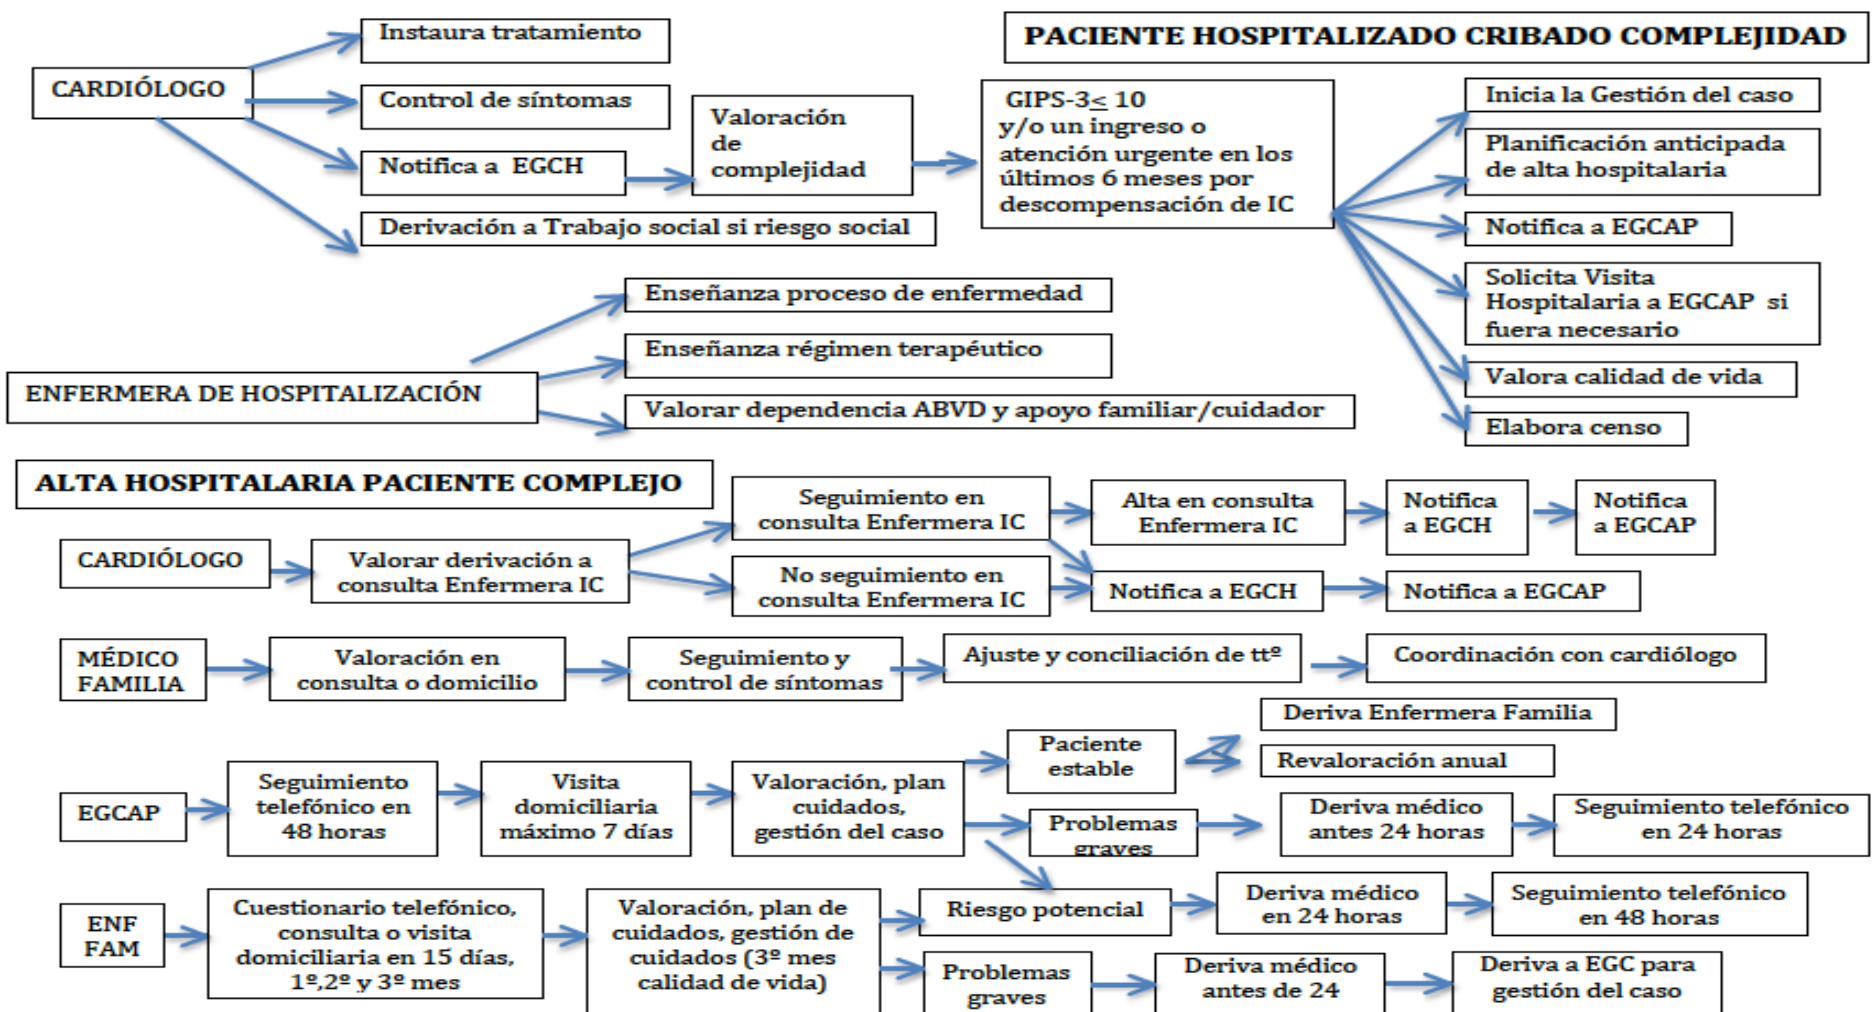 PACIENTE HOSPITALIZADO CRIBADO COMPLEJIDAD
CARDIÓLOGO
Instaura tratamiento
Control de síntomas
Notifica a EGCH
Derivación a Trabajo social si riesgo social
Valoración
de
complejidad
GIPS-3≤ 10
y/o un ingreso o
atención urgente en los
últimos 6 meses por
descompensación de IC
Inicia la Gestión del caso
Planificación anticipada
de alta hospitalaria
Notifica a EGCAP
Solicita Visita
Hospitalaria a EGCAP si
fuera necesario
Valora calidad de vida
Elabora censo
ENFERMERA DE HOSPITALIZACIÓN
Enseñanza proceso de enfermedad
Enseñanza régimen terapéutico
Valorar dependencia ABVD y apoyo familiar/cuidador
ALTA HOSPITALARIA PACIENTE COMPLEJO
CARDIÓLOGO
Valorar derivación a
consulta Enfermera IC
Seguimiento en
consulta Enfermera IC
Alta en consulta
Enfermera IC
Notifica
a EGCH
Notifica
a EGCAP
No seguimiento en
consulta Enfermera IC
Notifica a EGCH
Notifica a EGCAP
MÉDICO
FAMILIA
Valoración en
consulta o domicilio
Seguimiento y
control de síntomas
Ajuste y conciliación de ttº
Coordinación con cardiólogo
EGCAP
Seguimiento
telefónico en
48 horas
Visita
domiciliaria
máximo 7 días
Valoración, plan
cuidados,
gestión del caso
Paciente
estable
Deriva Enfermera Familia
Revaloración anual
Problemas
graves
Deriva médico
antes 24 horas
Seguimiento telefónico
en 24 horas
ENF
FAM
Cuestionario telefónico,
consulta o visita
domiciliaria en 15 días,
1º,2º y 3º mes
Valoración, plan de
cuidados, gestión de
cuidados (3º mes
calidad de vida)
Riesgo potencial
Deriva médico
en 24 horas
Seguimiento telefónico
en 48 horas
Problemas
graves
Deriva médico
antes de 24
Deriva a EGC para
gestión del caso